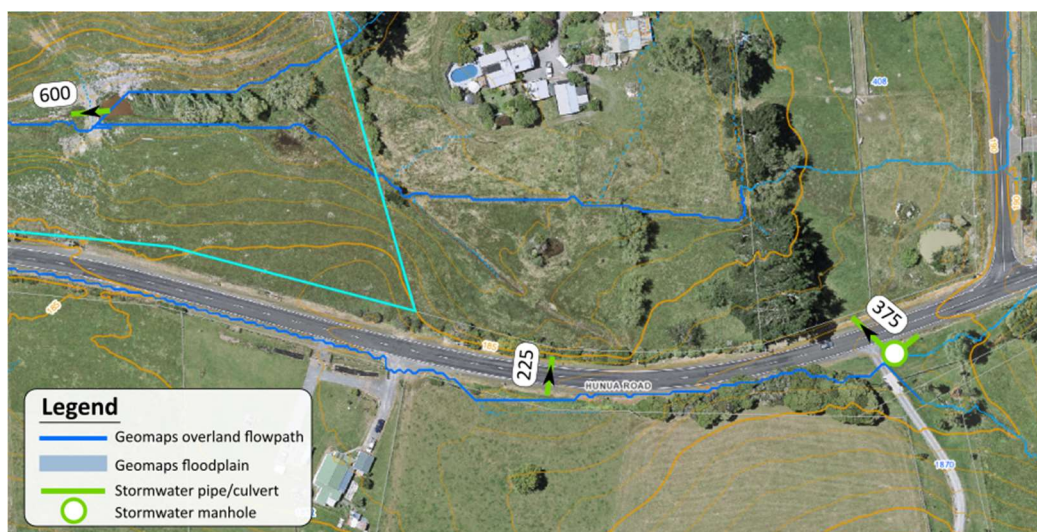 600
408
375
225
HUNUA ROAD
1870
Legend
Geomaps overland flowpath
Geomaps floodplain
Stormwater pipe/culvert
Stormwater manhole